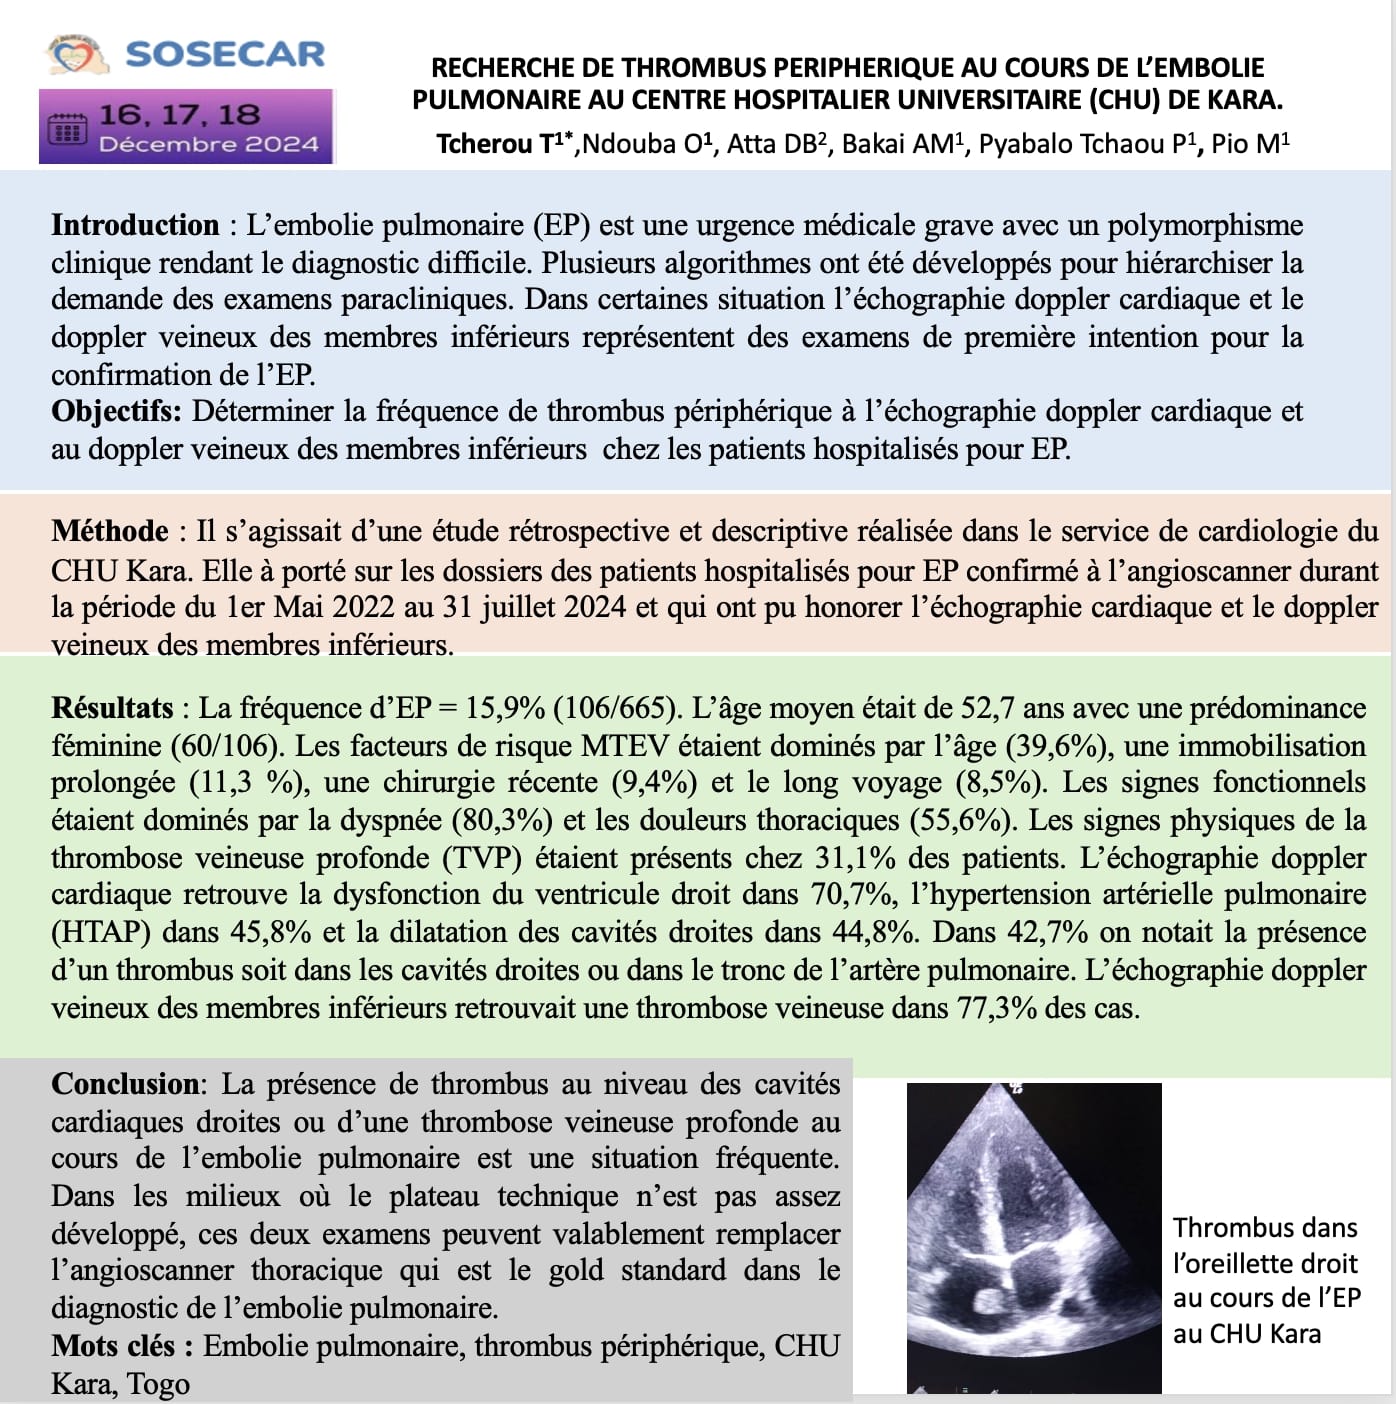 SOSECAR
16, 17, 18
Décembre 2024
RECHERCHE DE THROMBUS PERIPHERIQUE AU COURS DE L’EMBOLIE
PULMONAIRE AU CENTRE HOSPITALIER UNIVERSITAIRE (CHU) DE KARA.
Tcherou T¹*,Ndouba O¹, Atta DB², Bakai AM¹, Pyabalo Tchaou P¹, Pio M¹
Introduction : L’embolie pulmonaire (EP) est une urgence médicale grave avec un polymorphisme
clinique rendant le diagnostic difficile. Plusieurs algorithmes ont été développés pour hiérarchiser la
demande des examens paracliniques. Dans certaines situation l’échographie doppler cardiaque et le
doppler veineux des membres inférieurs représentent des examens de première intention pour la
confirmation de l’EP.
Objectifs: Déterminer la fréquence de thrombus périphérique à l’échographie doppler cardiaque et
au doppler veineux des membres inférieurs chez les patients hospitalisés pour EP.
Méthode : Il s’agissait d’une étude rétrospective et descriptive réalisée dans le service de cardiologie du
CHU Kara. Elle à porté sur les dossiers des patients hospitalisés pour EP confirmé à l’angioscanner durant
la période du 1er Mai 2022 au 31 juillet 2024 et qui ont pu honorer l’échographie cardiaque et le doppler
veineux des membres inférieurs.
Résultats : La fréquence d’EP = 15,9% (106/665). L’âge moyen était de 52,7 ans avec une prédominance
féminine (60/106). Les facteurs de risque MTEV étaient dominés par l’âge (39,6%), une immobilisation
prolongée (11,3 %), une chirurgie récente (9,4%) et le long voyage (8,5%). Les signes fonctionnels
étaient dominés par la dyspnée (80,3%) et les douleurs thoraciques (55,6%). Les signes physiques de la
thrombose veineuse profonde (TVP) étaient présents chez 31,1% des patients. L’échographie doppler
cardiaque retrouve la dysfonction du ventricule droit dans 70,7%, l’hypertension artérielle pulmonaire
(HTAP) dans 45,8% et la dilatation des cavités droites dans 44,8%. Dans 42,7% on notait la présence
d’un thrombus soit dans les cavités droites ou dans le tronc de l’artère pulmonaire. L’échographie doppler
veineux des membres inférieurs retrouvait une thrombose veineuse dans 77,3% des cas.
Conclusion: La présence de thrombus au niveau des cavités
cardiaques droites ou d’une thrombose veineuse profonde au
cours de l’embolie pulmonaire est une situation fréquente.
Dans les milieux où le plateau technique n’est pas assez
développé, ces deux examens peuvent valablement remplacer
l’angioscanner thoracique qui est le gold standard dans le
diagnostic de l’embolie pulmonaire.
Mots clés : Embolie pulmonaire, thrombus périphérique, CHU
Kara, Togo
Thrombus dans
l’oreillette droit
au cours de l’EP
au CHU Kara